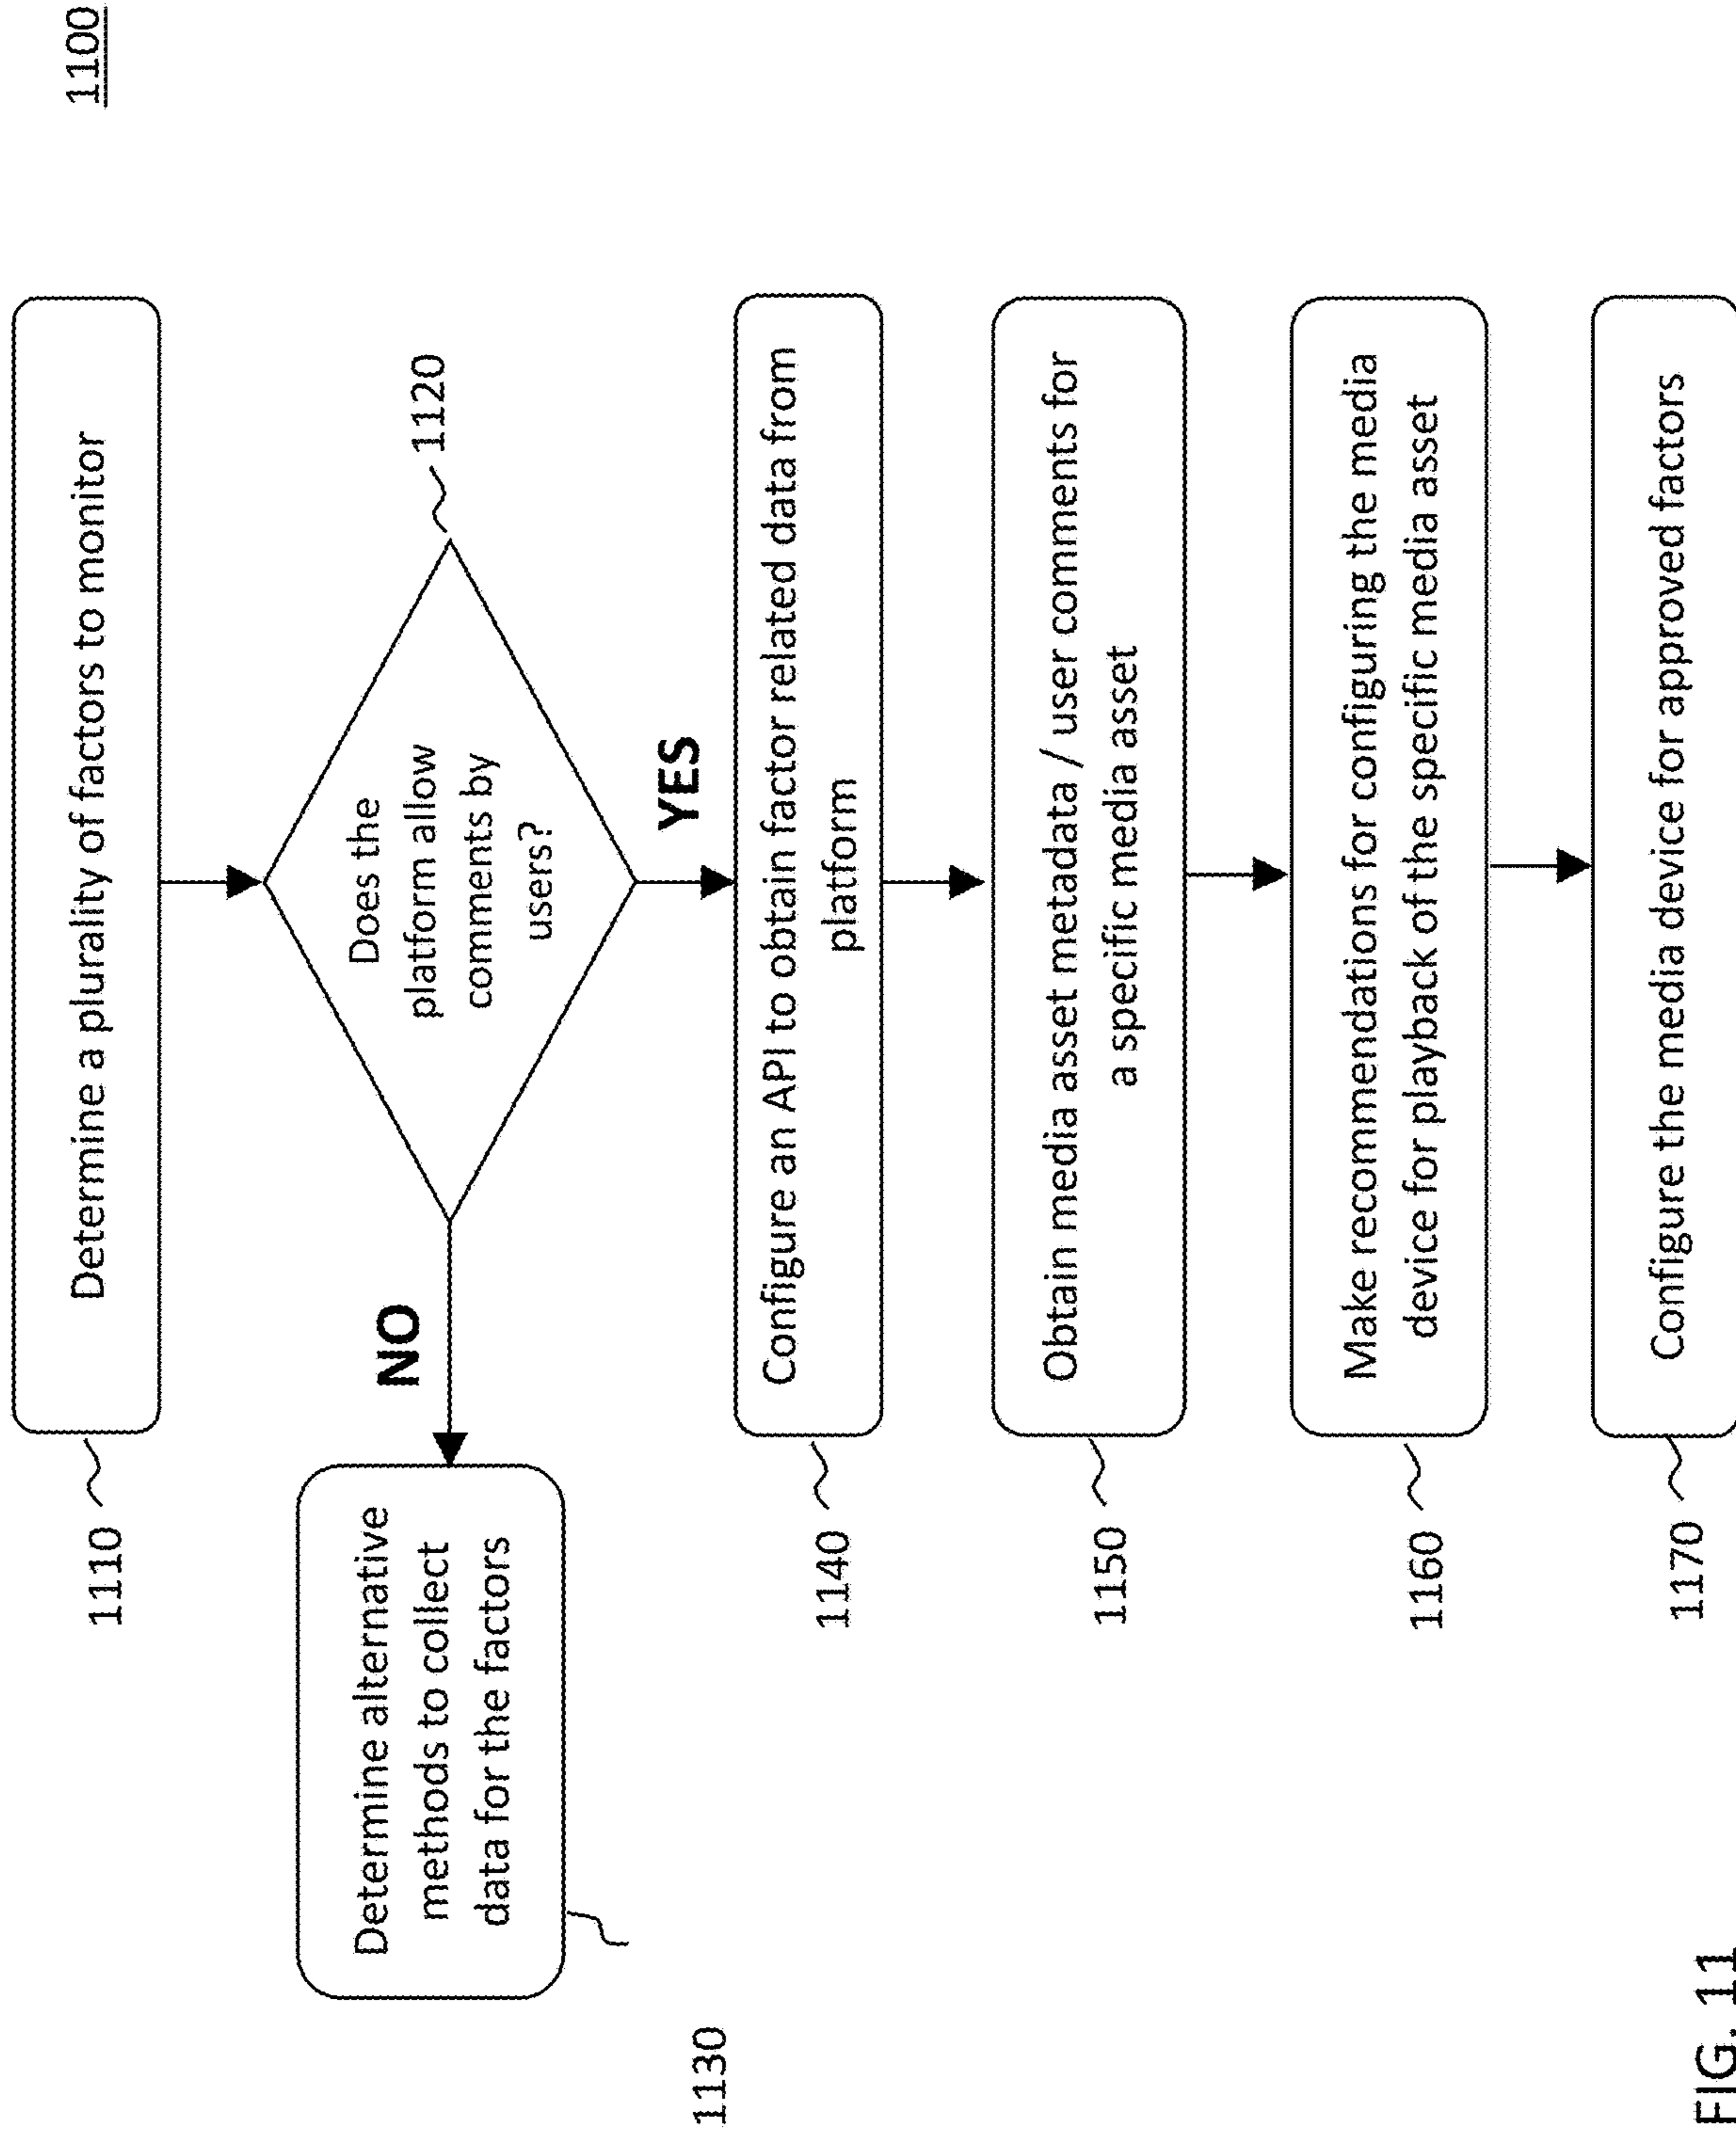 1100
1110
Determine a plurality of factors to monitor
1120
Does the
platform allow
comments by
users?
NO
YES
Determine alternative
methods to collect
data for the factors
1130
1140
Configure an API to obtain factor related data from
platform
1150
Obtain media asset metadata / user comments for
a specific media asset
1160
Make recommendations for configuring the media
device for playback of the specific media asset
1170
Configure the media device for approved factors
FIG. 11